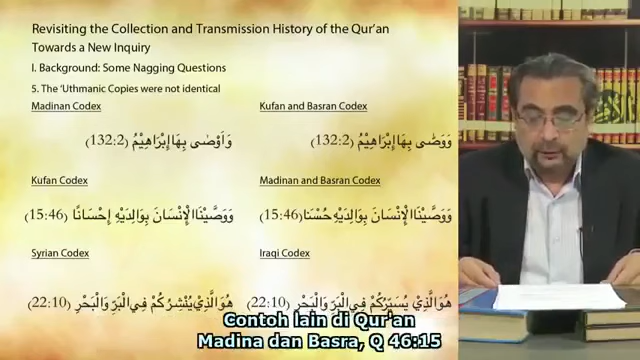 Revisiting the Collection and Transmission History of the Qur'an
Towards a New Inquiry
I. Background: Some Nagging Questions
5. The 'Uthmanic Copies were not identical
Madinan Codex
وَاَوْصٰى بِهَا إِبْرَاهِيْمُ (132:2)
Kufan and Basran Codex
وَوَصّٰى بِهَا إِبْرَاهِيْمُ (132:2)
Kufan Codex
وَوَصَّيْنَا الْإِنْسَانَ بِوَالِدَيْهِ إِحْسَانًا (15:46)
Madinan and Basran Codex
وَوَصَّيْنَا الْإِنْسَانَ بِوَالِدَيْهِ حُسْنَا (15:46)
Syrian Codex
هُوَ الَّذِيْ يُنْشِرُكُمْ فِي الْبَرِّ وَالْبَحْرِ (22:10)
Iraqi Codex
هُوَ الَّذِيْ يُسَيِّرُكُمْ فِي الْبَرِّ وَالْبَحْرِ (22:10)
Contoh lain di Qur'an
Madina dan Basra, Q 46:15